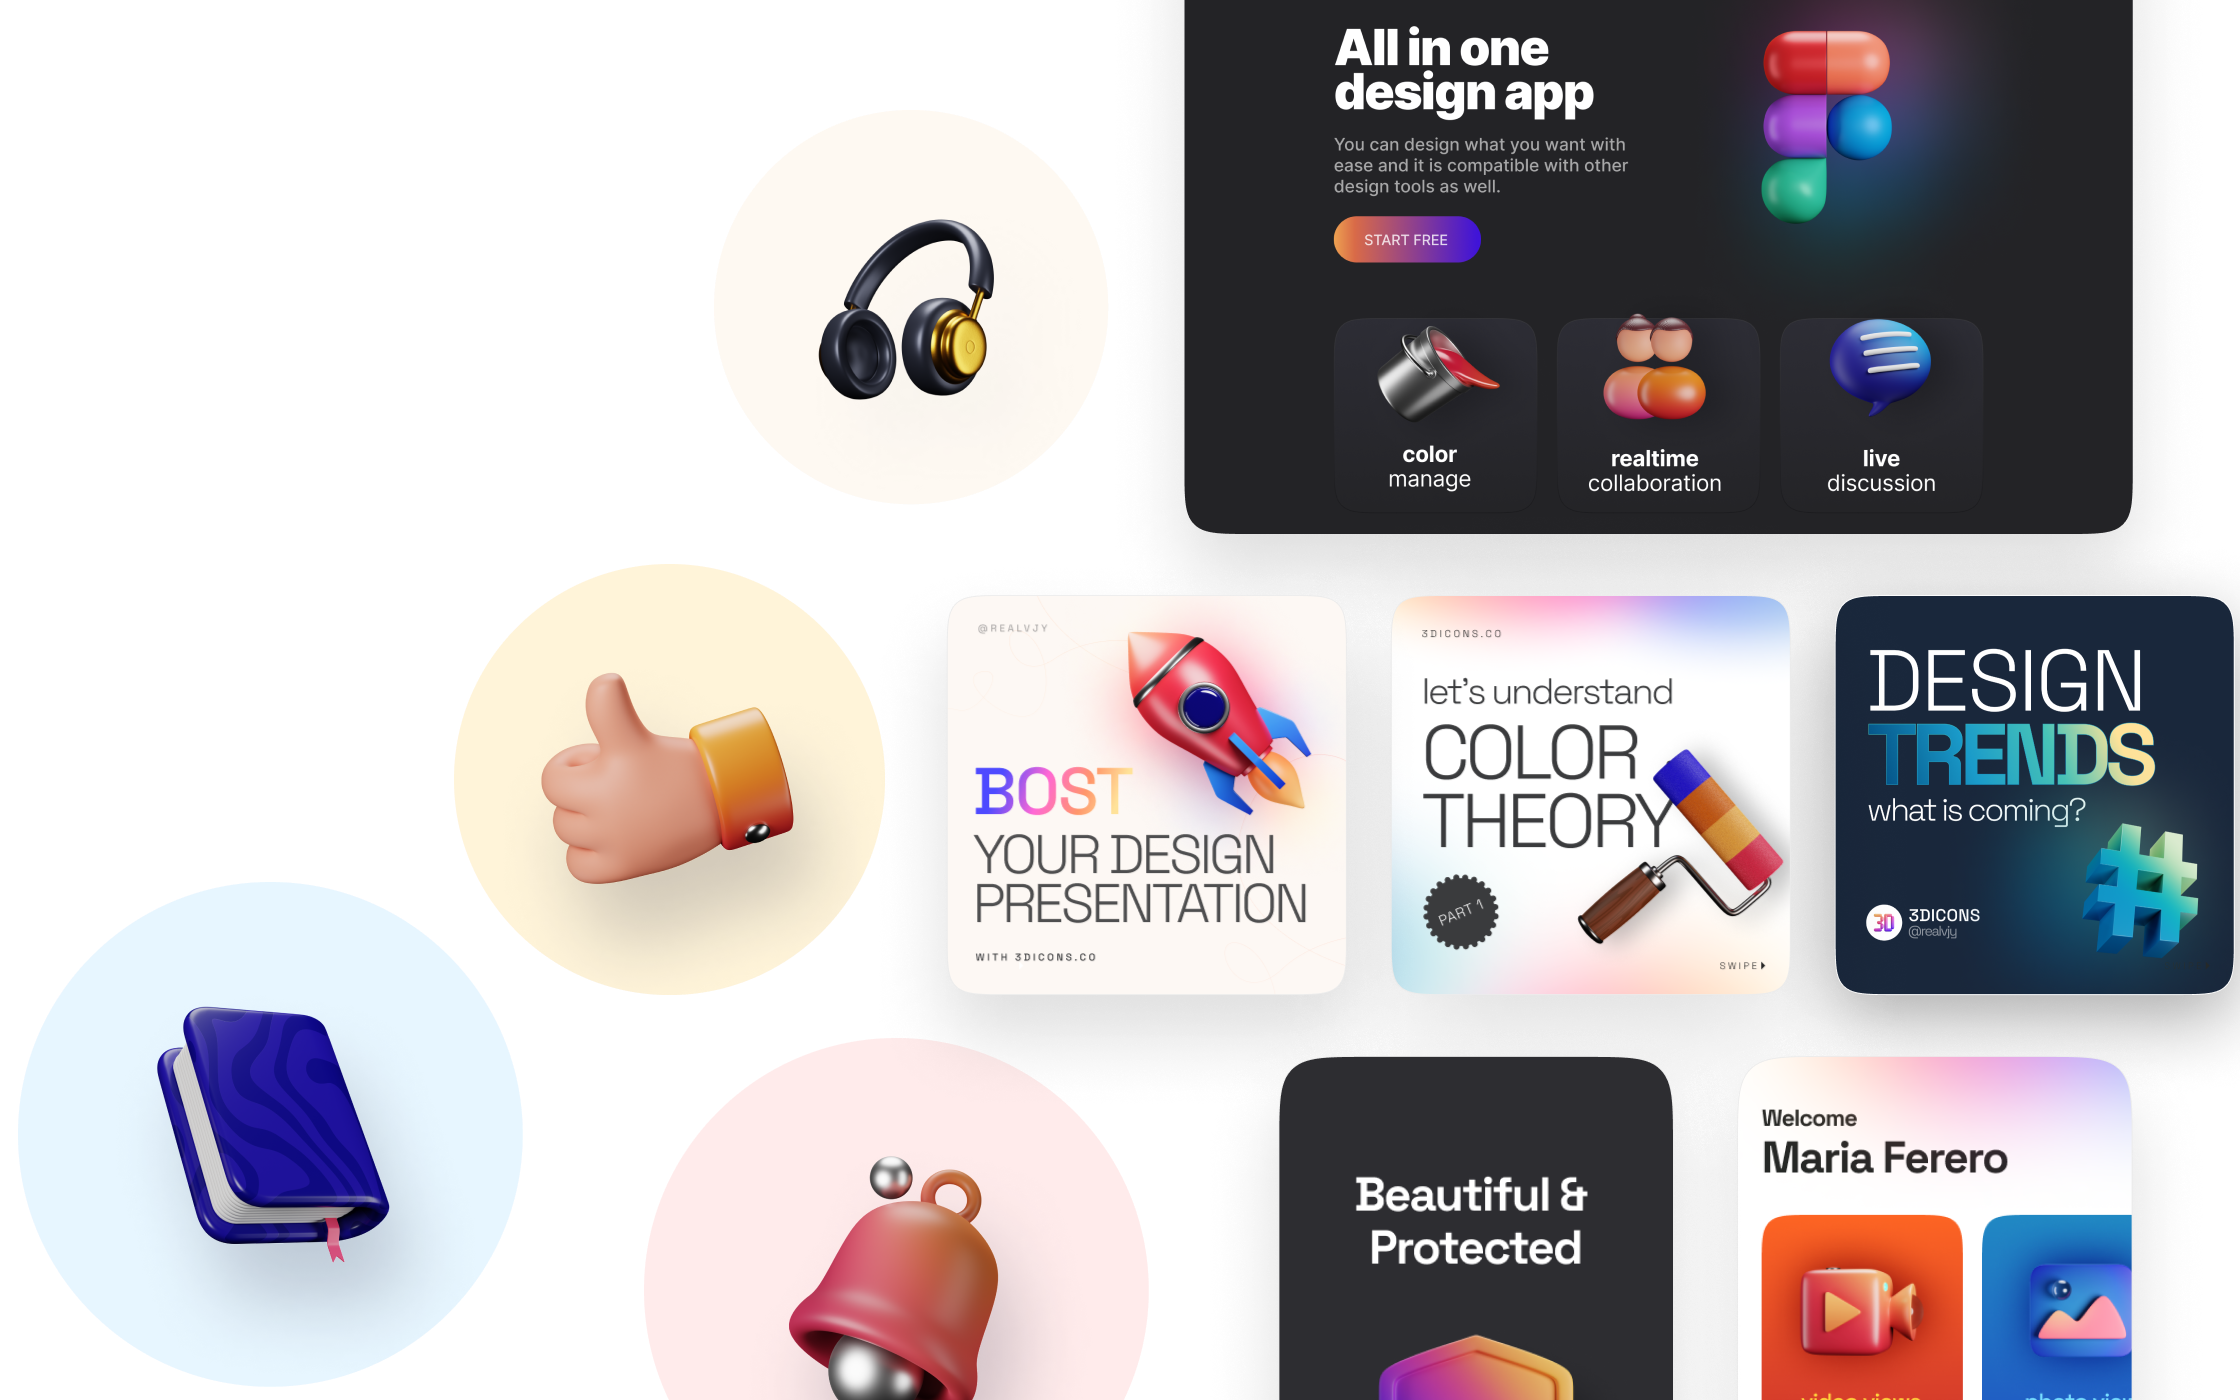 All in one
design app
You can design what you want with
ease and it is compatible with other
design tools as well.
START FREE
color
manage
realtime
collaboration
live
discussion
@REALVJY
BOST
YOUR DESIGN
PRESENTATION
WITH 3DICONS.CO
3DICONS.CO
let's understand
COLOR
THEORY
PART 1
SWIPE
DESIGN
TRENDS
what is coming?
3D
3DICONS
@realvjy
Beautiful &
Protected
Welcome
Maria Ferero
video views